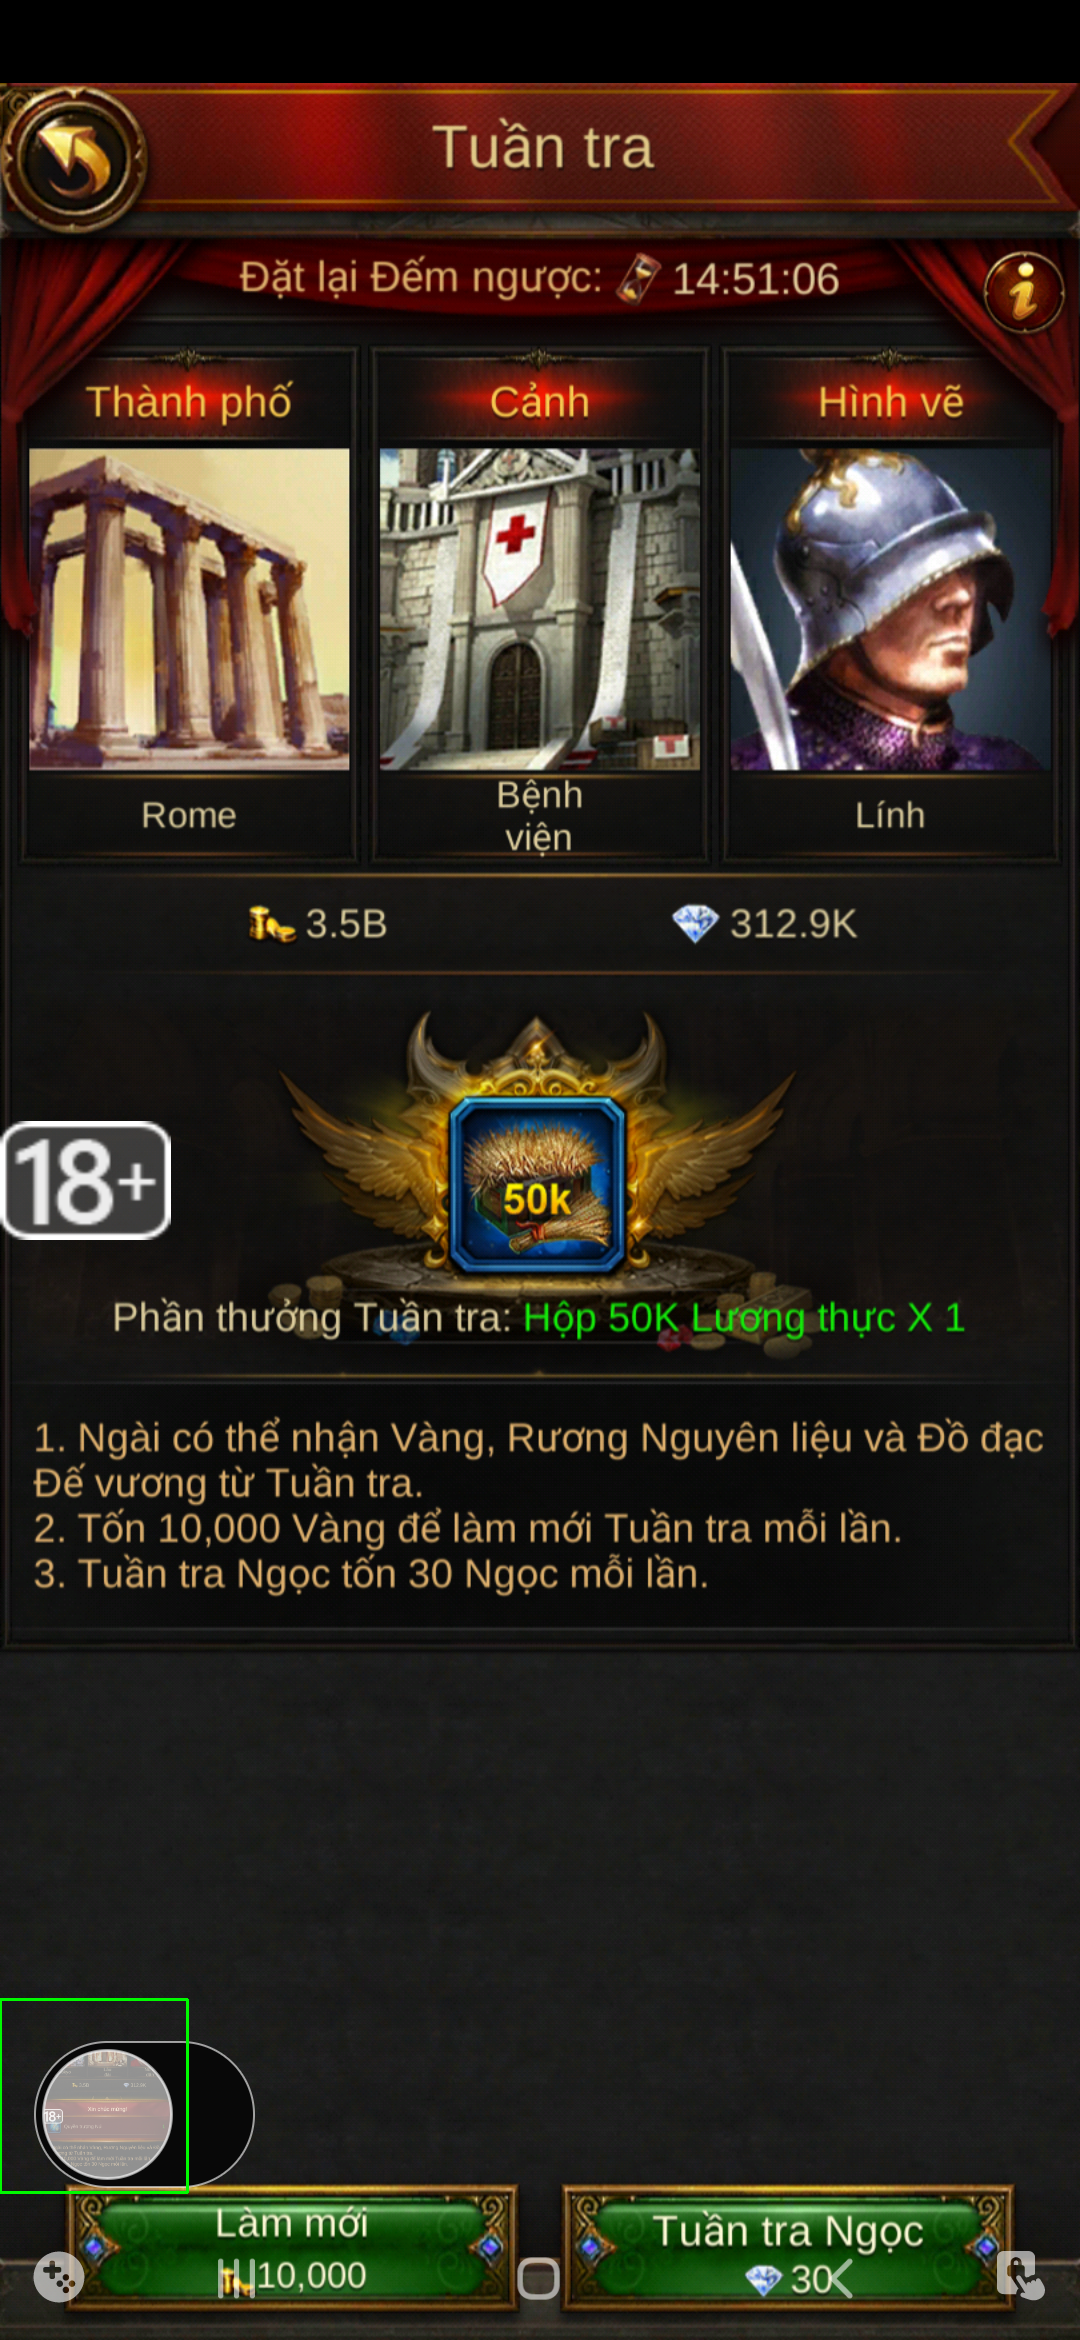 Tuần tra
Đặt lại Đếm ngược: 14:51:06
Thành phố
Cảnh
Hình vẽ
Rome
Bệnh
viện
Lính
3.5B
312.9K
50k
18+
Phần thưởng Tuần tra: Hộp 50K Lương thực X 1
1. Ngài có thể nhận Vàng, Rương Nguyên liệu và Đồ đạc
Đế vương từ Tuần tra.
2. Tốn 10,000 Vàng để làm mới Tuần tra mỗi lần.
3. Tuần tra Ngọc tốn 30 Ngọc mỗi lần.
18+
Làm mới
10,000
Tuần tra Ngọc
30